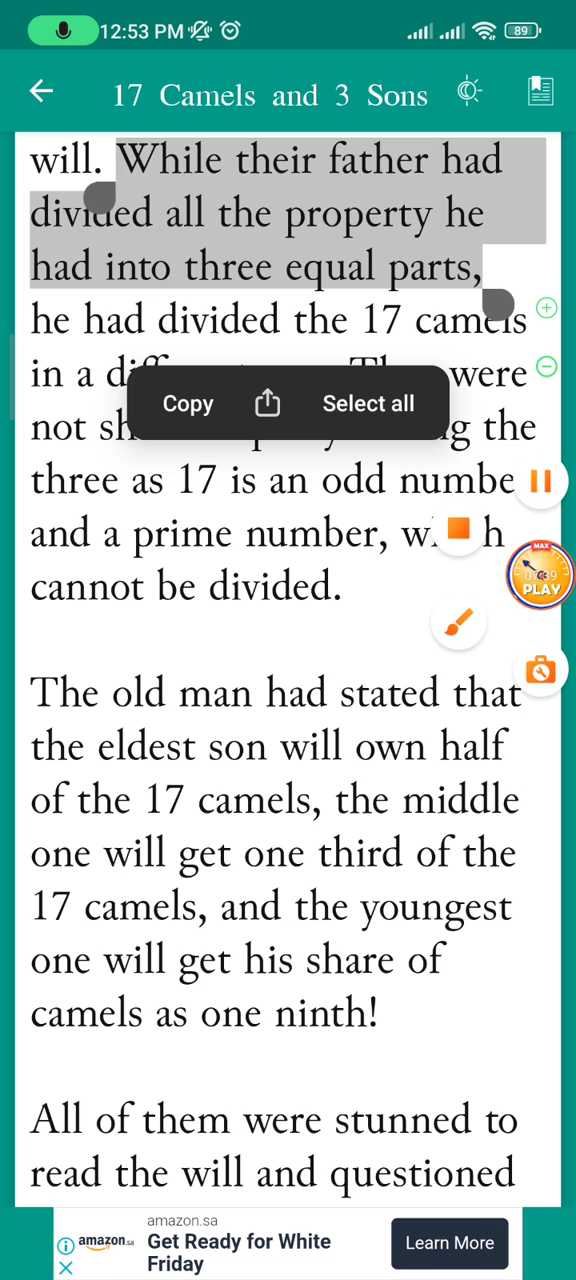 12:53 PM
89
17 Camels and 3 Sons
will. While their father had
divided all the property he
had into three equal parts,
he had divided the 17 camels
in a were
Copy
Select all
not the
three as 17 is an odd numbe
and a prime number,
MAX
PLAY
cannot be divided.
The old man had stated that
the eldest son will own half
of the 17 camels, the middle
one will get one third of the
17 camels, and the youngest
one will get his share of
camels as one ninth!
All of them were stunned to
read the will and questioned
amazon.sa
amazon.sa
Get Ready for White
Friday
Learn More